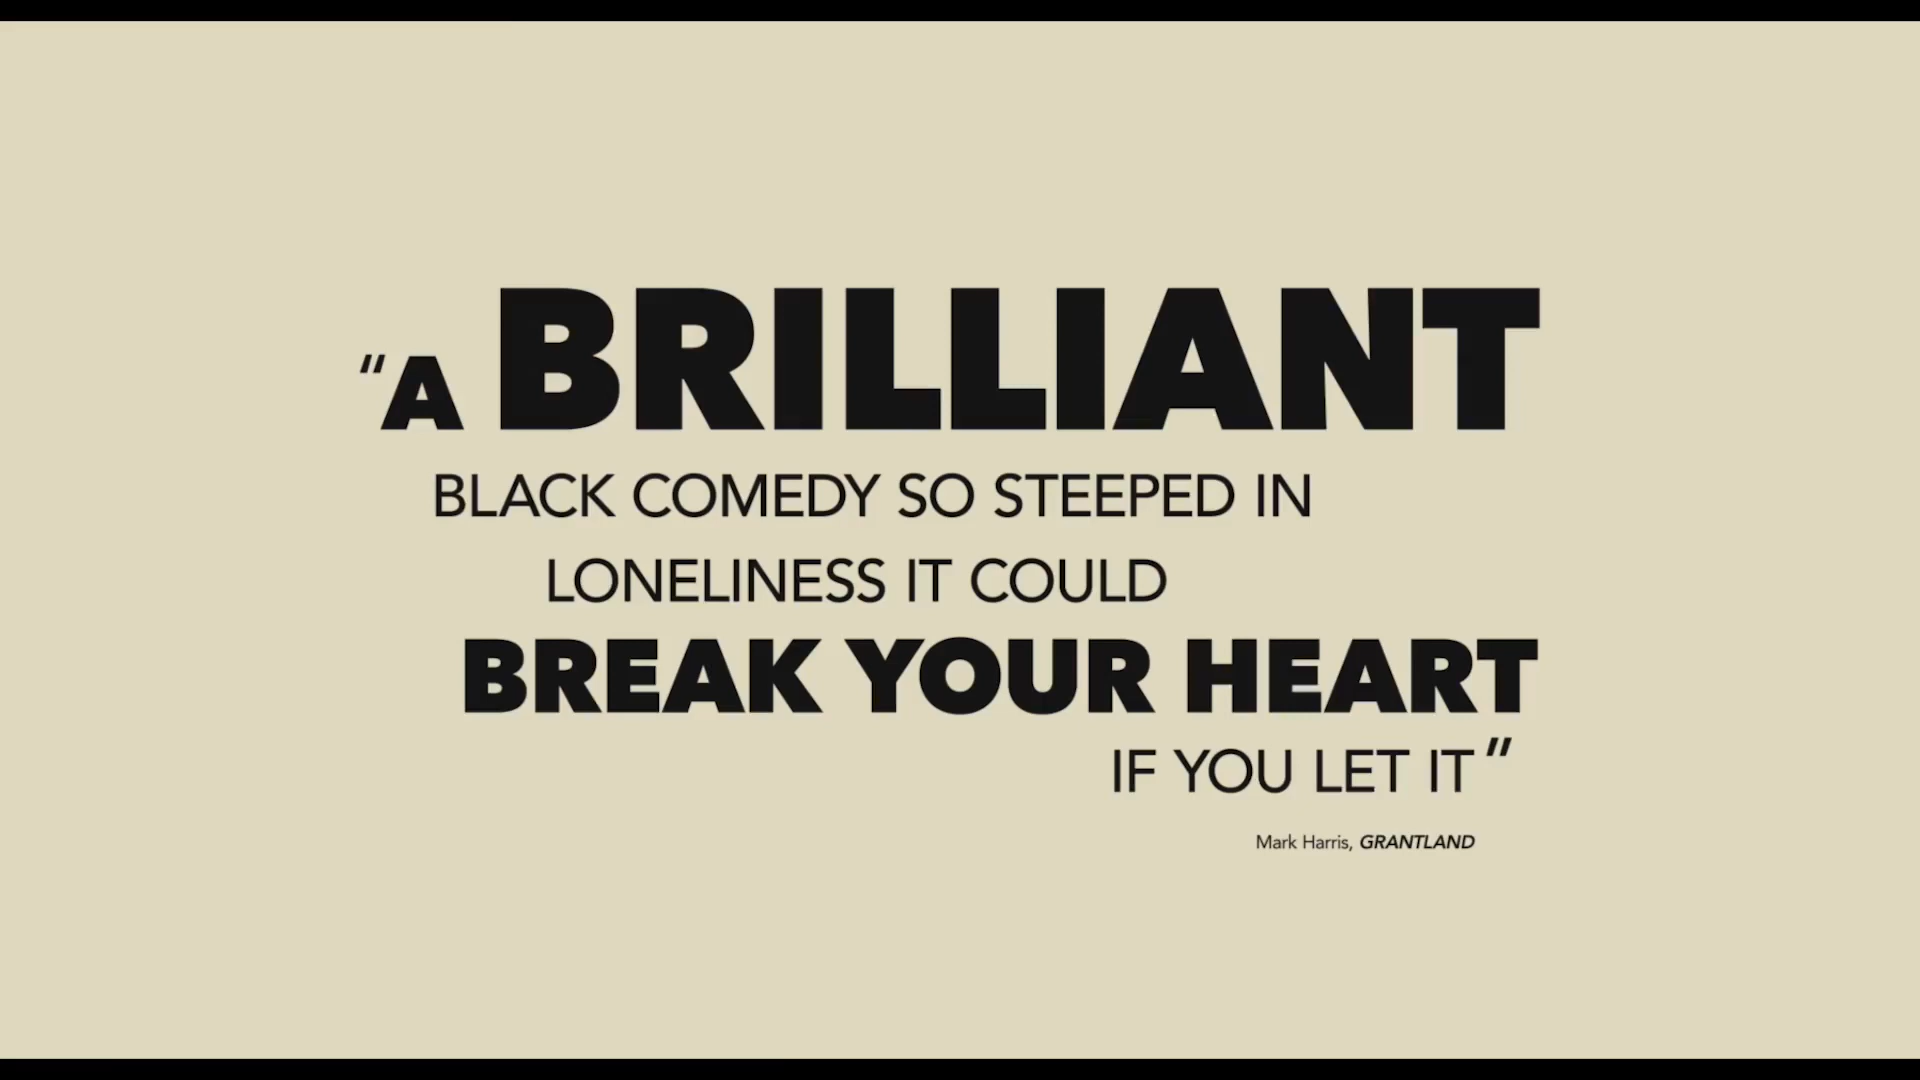 "A BRILLIANT
BLACK COMEDY SO STEEPED IN
LONELINESS IT COULD
BREAK YOUR HEART
IF YOU LET IT"
Mark Harris, GRANTLAND